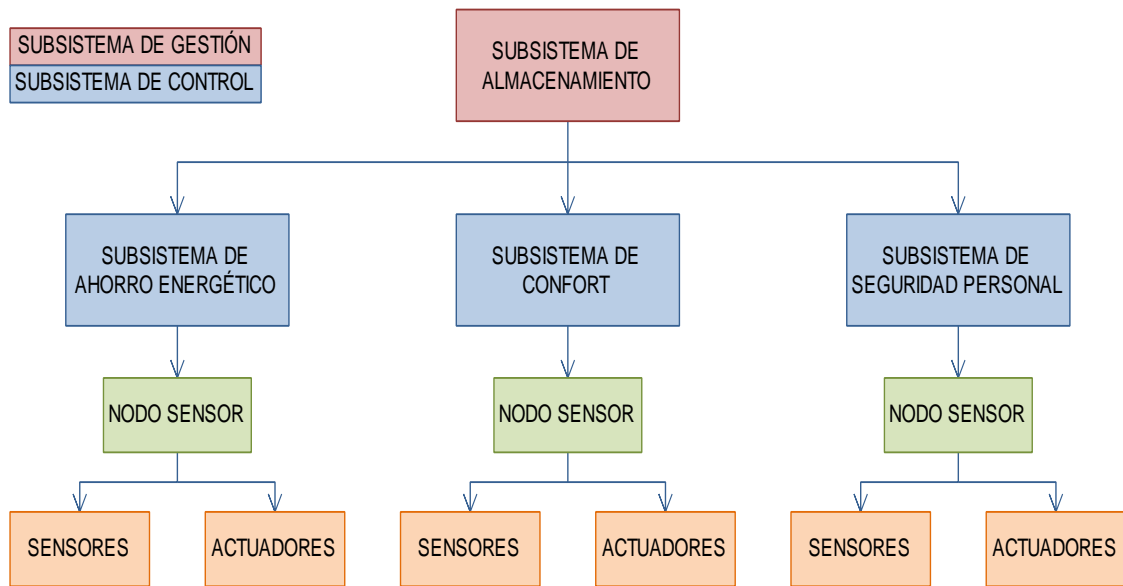 SUBSISTEMA DE GESTIÓN
SUBSISTEMA DE CONTROL
SUBSISTEMA DE
ALMACENAMIENTO
SUBSISTEMA DE
AHORRO ENERGÉTICO
SUBSISTEMA DE
CONFORT
SUBSISTEMA DE
SEGURIDAD PERSONAL
NODO SENSOR
NODO SENSOR
NODO SENSOR
SENSORES
ACTUADORES
SENSORES
ACTUADORES
SENSORES
ACTUADORES